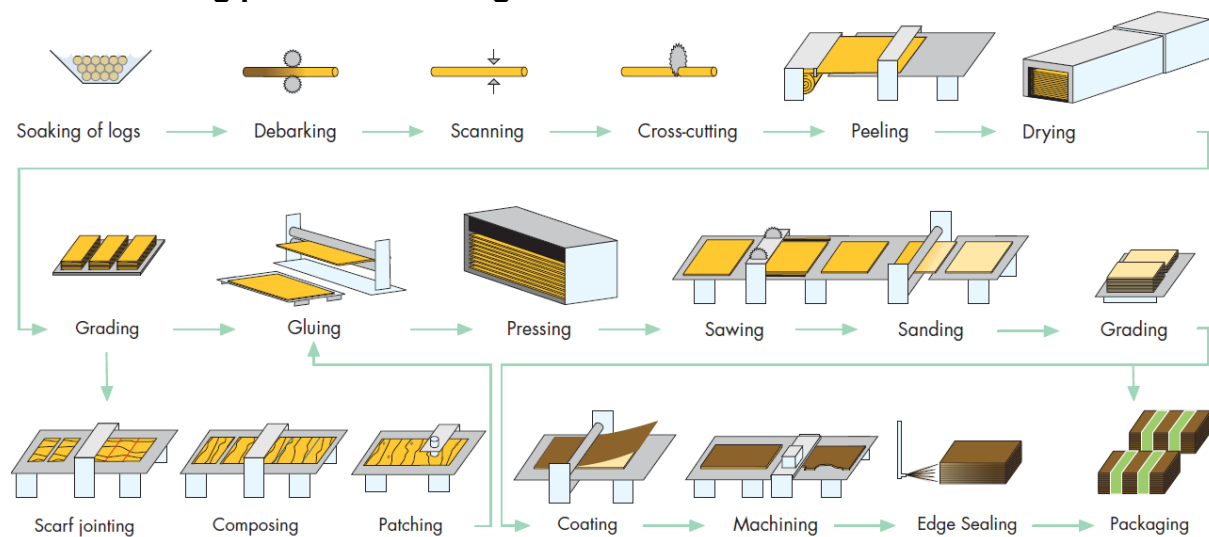 Soaking of logs
Debarking
Scanning
Cross-cutting
Peeling
Drying
Grading
Gluing
Pressing
Sawing
Sanding
Grading
Scarf jointing
Composing
Patching
Coating
Machining
Edge Sealing
Packaging